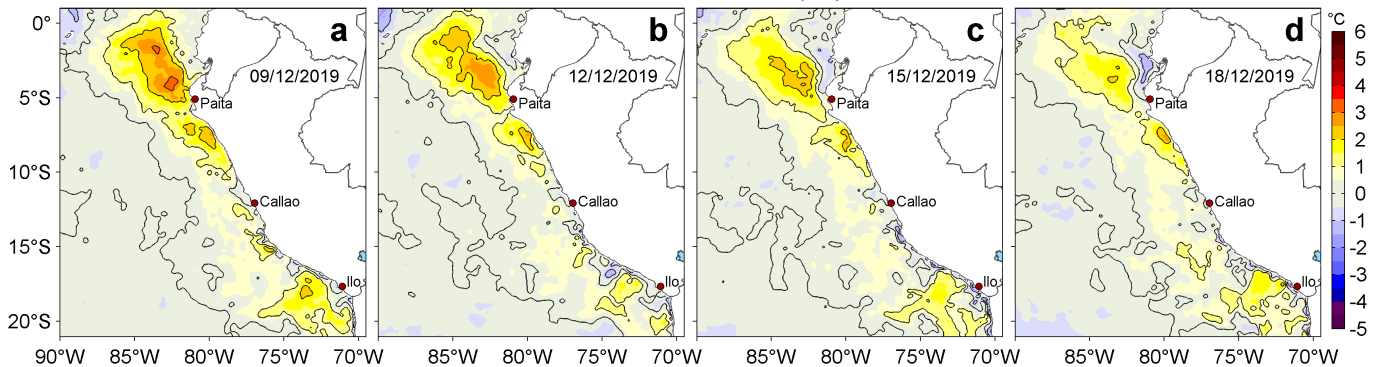 a
b
c
d
°C
09/12/2019
12/12/2019
15/12/2019
18/12/2019
0°
5°S
10°S
15°S
20°S
Paita
Callao
Ilo
Paita
Callao
Ilo
Paita
Callao
Ilo
Paita
Callao
Ilo
90°W 85°W 80°W 75°W 70°W
85°W 80°W 75°W 70°W
85°W 80°W 75°W 70°W
85°W 80°W 75°W 70°W
6
5
4
3
2
1
0
-1
-2
-3
-4
-5